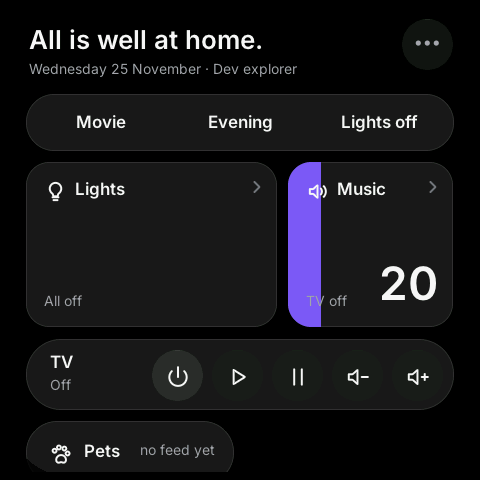 All is well at home.
Wednesday 25 November · Dev explorer
Movie
Evening
Lights off
Lights
All off
Music
TV off
20
TV
Off
Pets
no feed yet